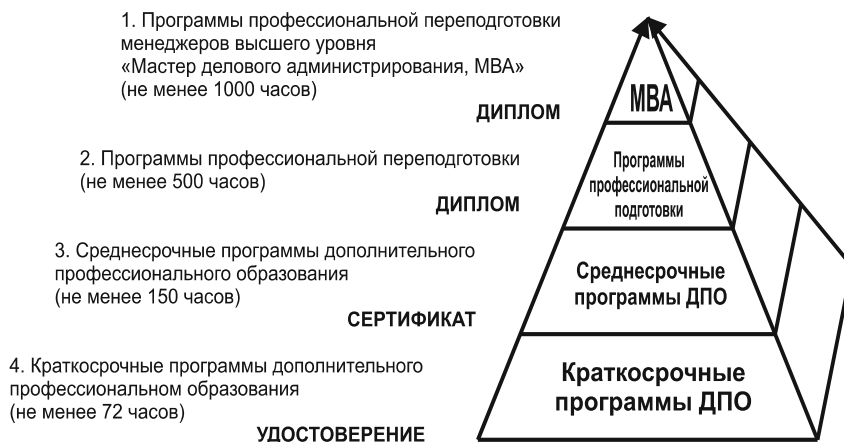 1. Программы профессиональной переподготовки
менеджеров высшего уровня
«Мастер делового администрирования, МВА»
(не менее 1000 часов)
ДИПЛОМ
2. Программы профессиональной переподготовки
(не менее 500 часов)
ДИПЛОМ
3. Среднесрочные программы дополнительного
профессионального образования
(не менее 150 часов)
СЕРТИФИКАТ
4. Краткосрочные программы дополнительного
профессиональном образования
(не менее 72 часов)
УДОСТОВЕРЕНИЕ
МВА
Программы
профессиональной
подготовки
Среднесрочные
программы ДПО
Краткосрочные
программы ДПО